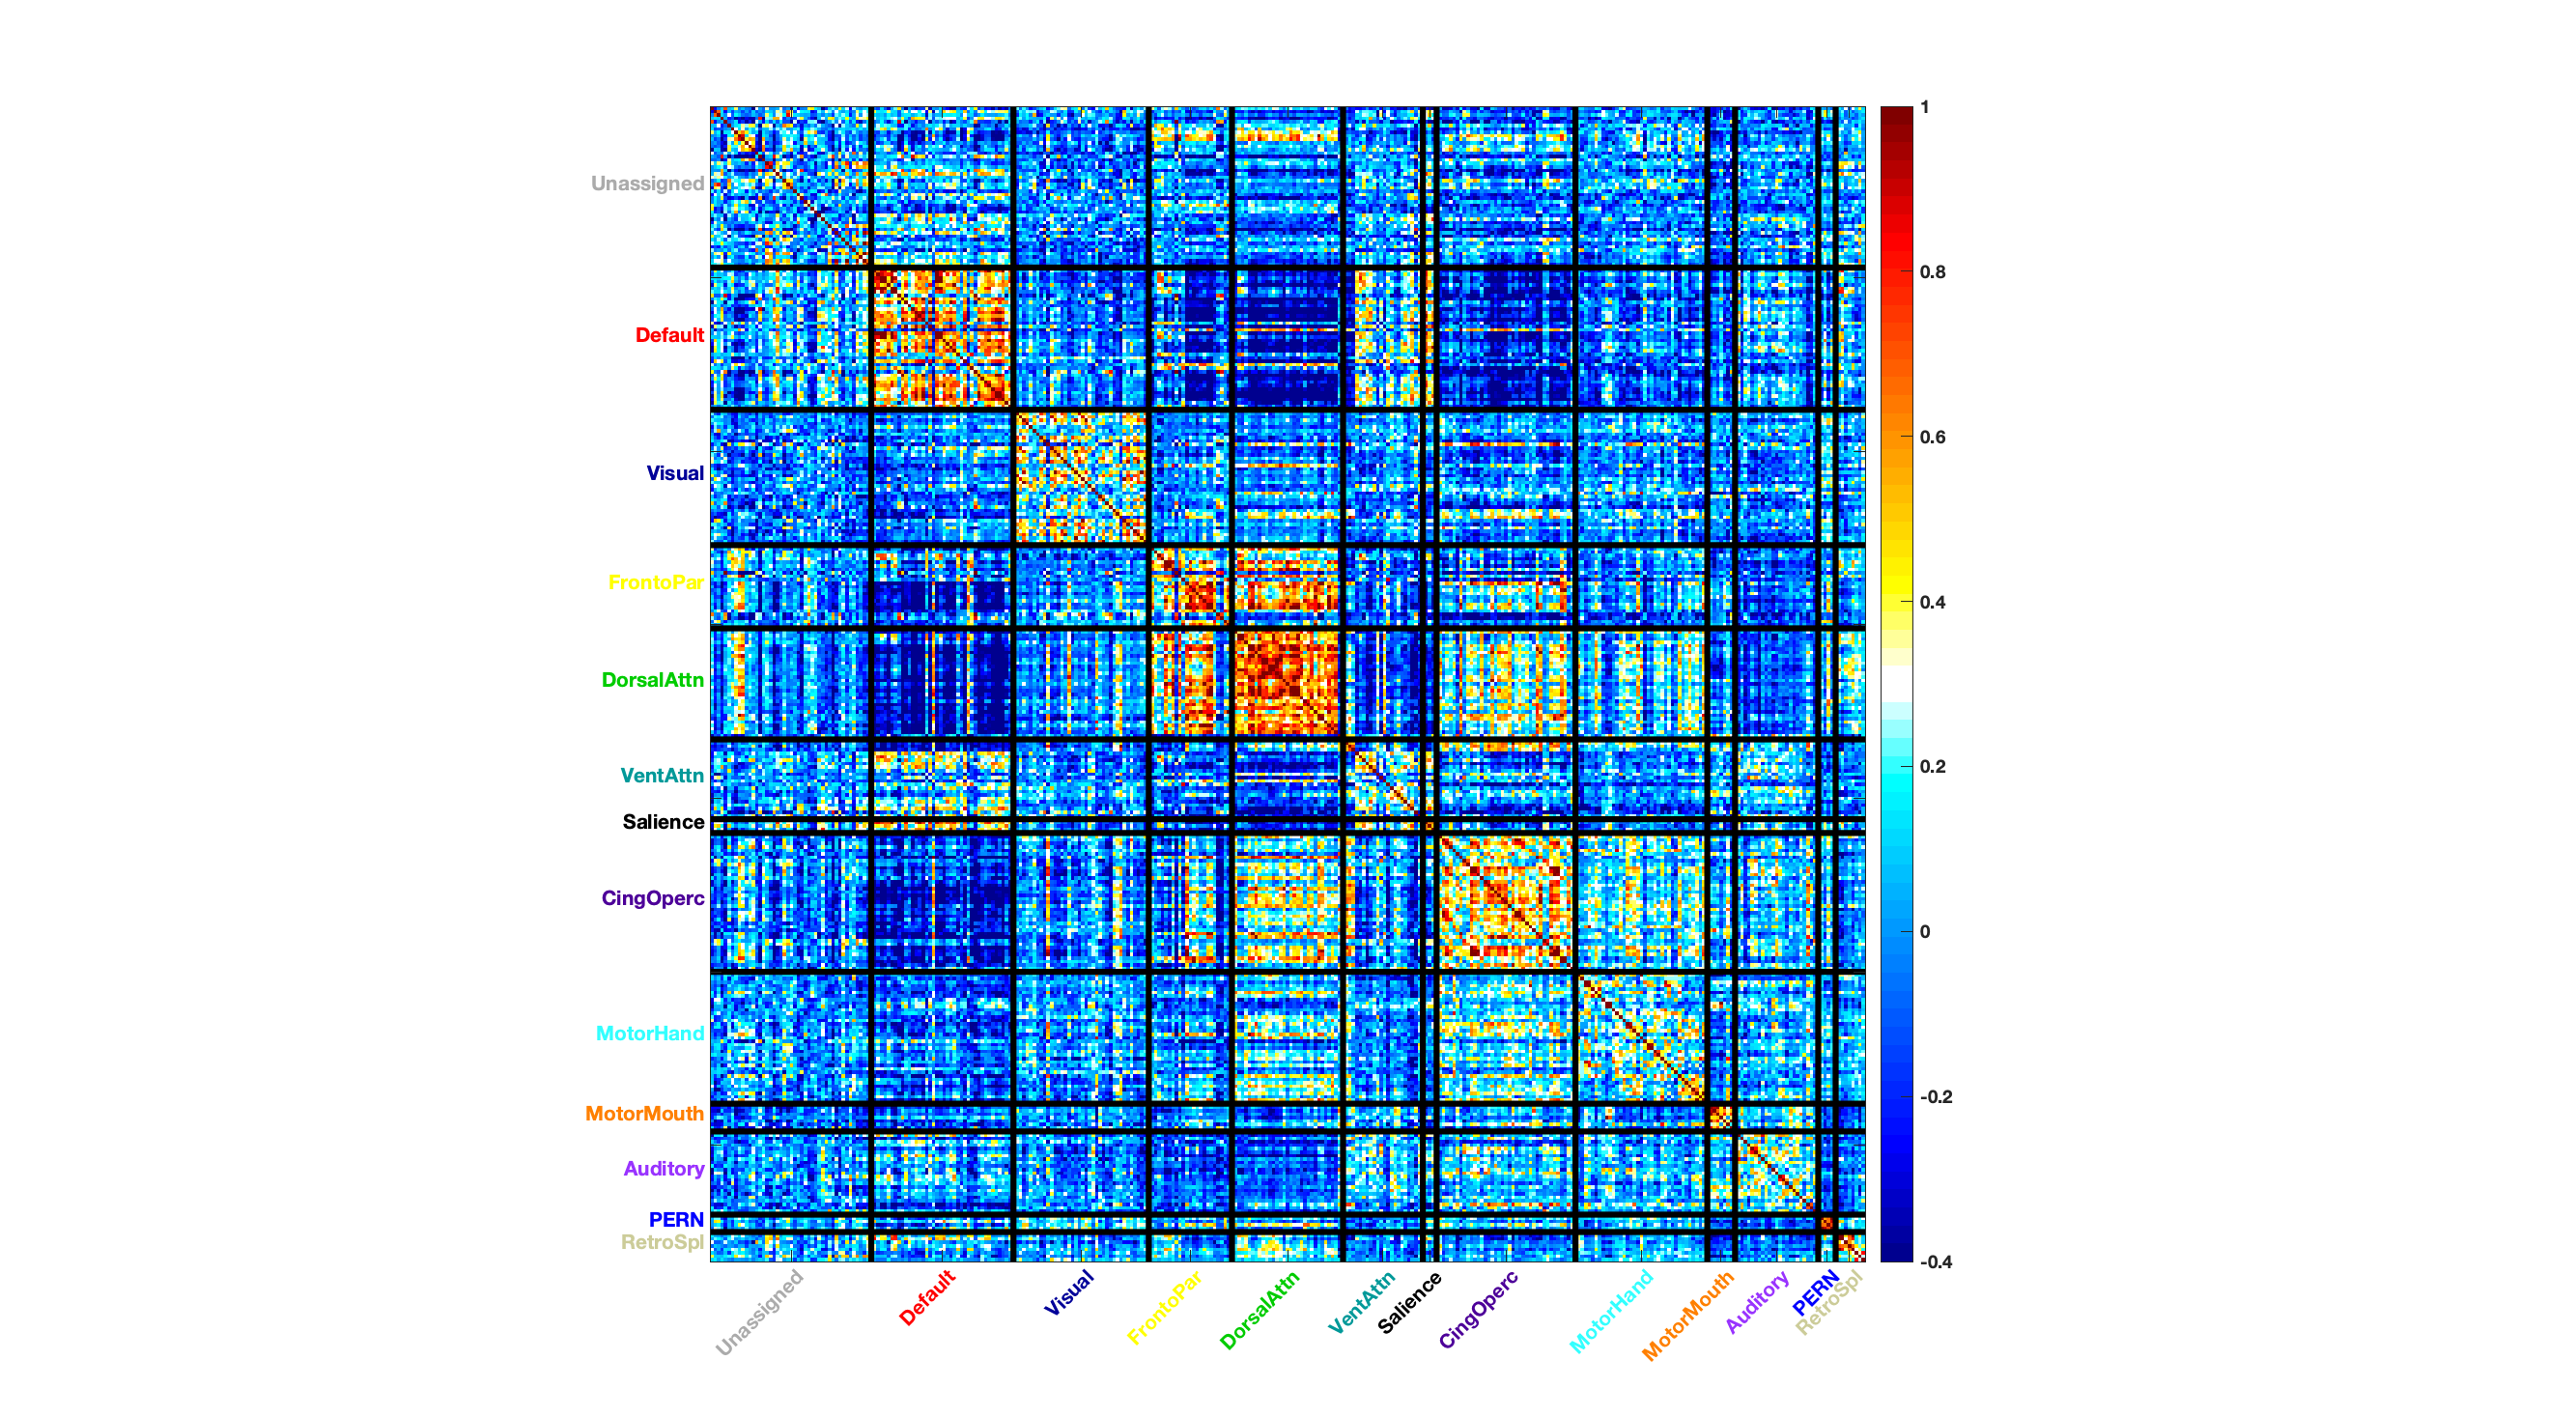 Unassigned
Default
Visual
FrontoPar
DorsalAttn
VentAttn
Salience
CingOperc
MotorHand
MotorMouth
Auditory
PERN
RetroSpl
1
0.8
0.6
0.4
0.2
0
-0.2
-0.4
Unassigned
Default
Visual
FrontoPar
DorsalAttn
VentAttn
Salience
CingOperc
MotorHand
MotorMouth
Auditory
PERN
RetroSpl